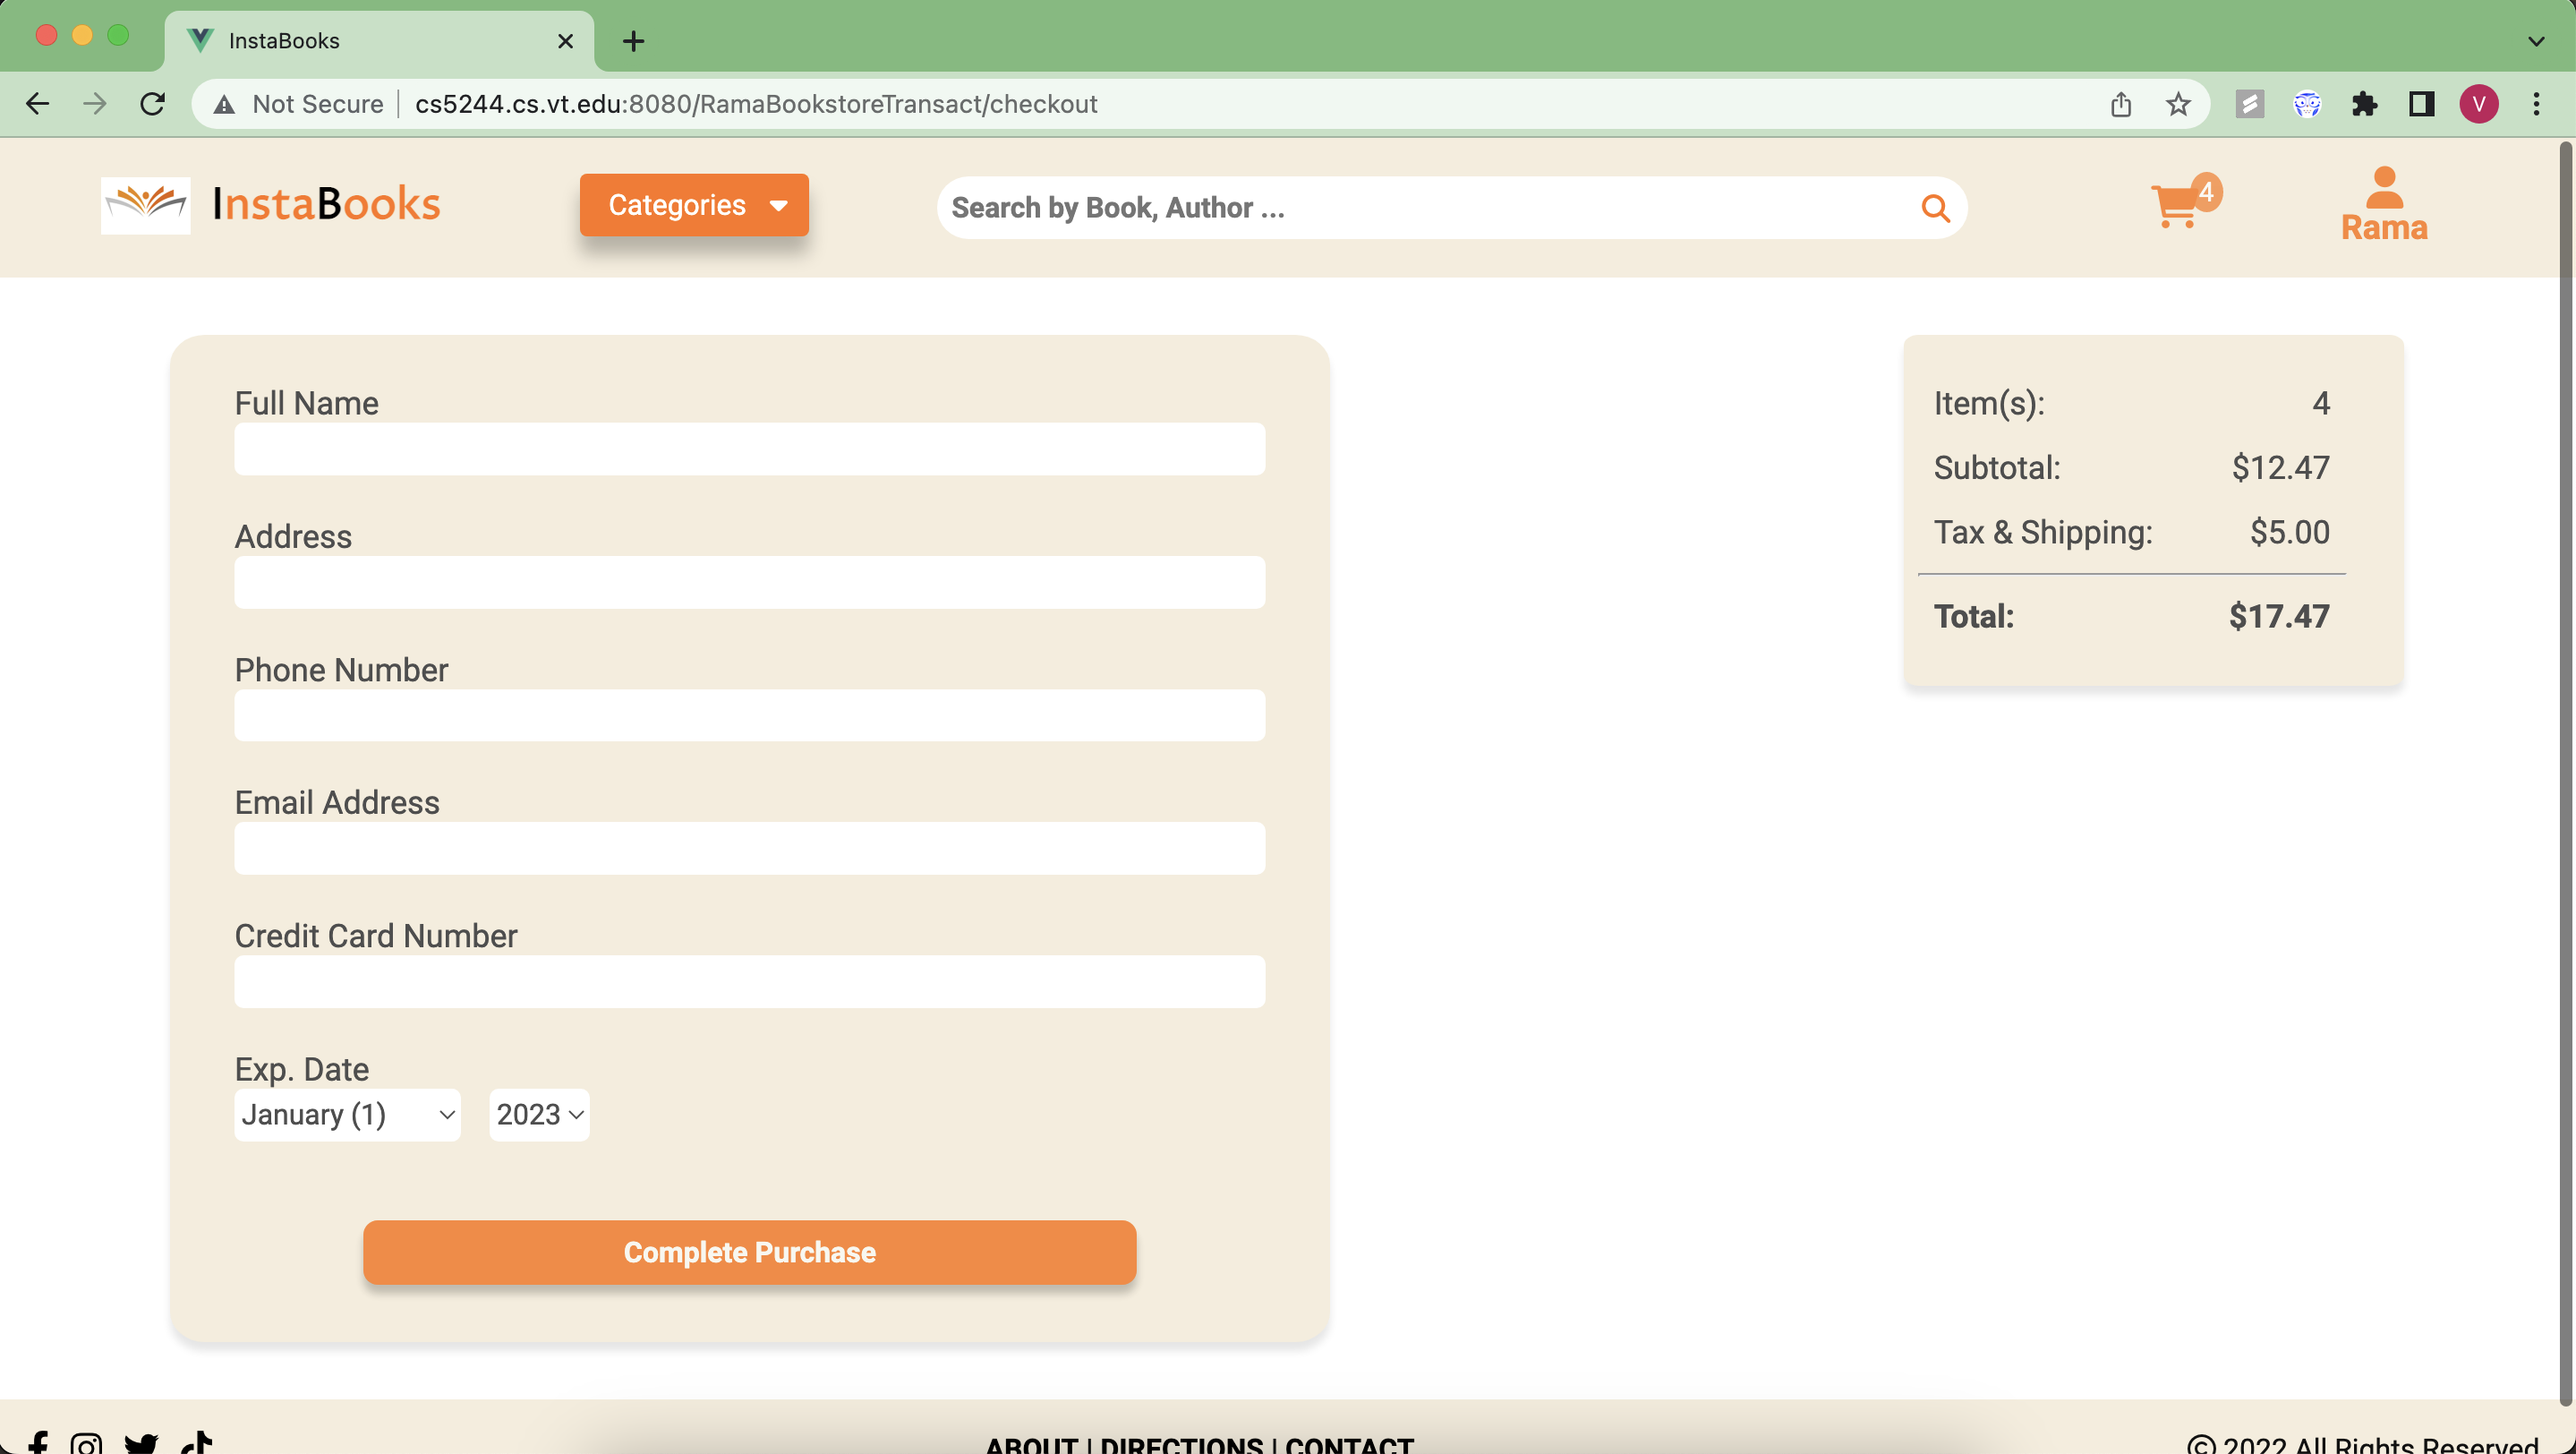 InstaBooks
Not Secure cs5244.cs.vt.edu:8080/RamaBookstoreTransact/checkout V
InstaBooks Categories Search by Book, Author ... 4 Rama
Full Name
Address
Phone Number
Email Address
Credit Card Number
Exp. Date
January (1) 2023
Complete Purchase
Item(s): 4
Subtotal: $12.47
Tax & Shipping: $5.00
Total: $17.47
ABOUT | DIRECTIONS | CONTACT
© 2022 All Rights Reserved